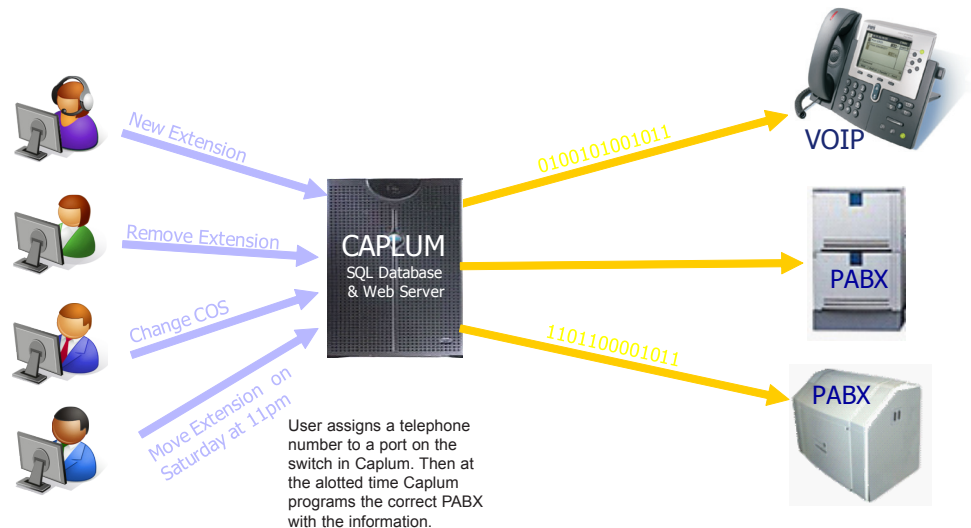 New Extension
Remove Extension
Change COS
Move Extension on
Saturday at 11pm
CAPLUM
SQL Database
& Web Server
0100101001011
1101100001011
VOIP
PABX
PABX
User assigns a telephone
number to a port on the
switch in Caplum. Then at
the alotted time Caplum
programs the correct PABX
with the information.